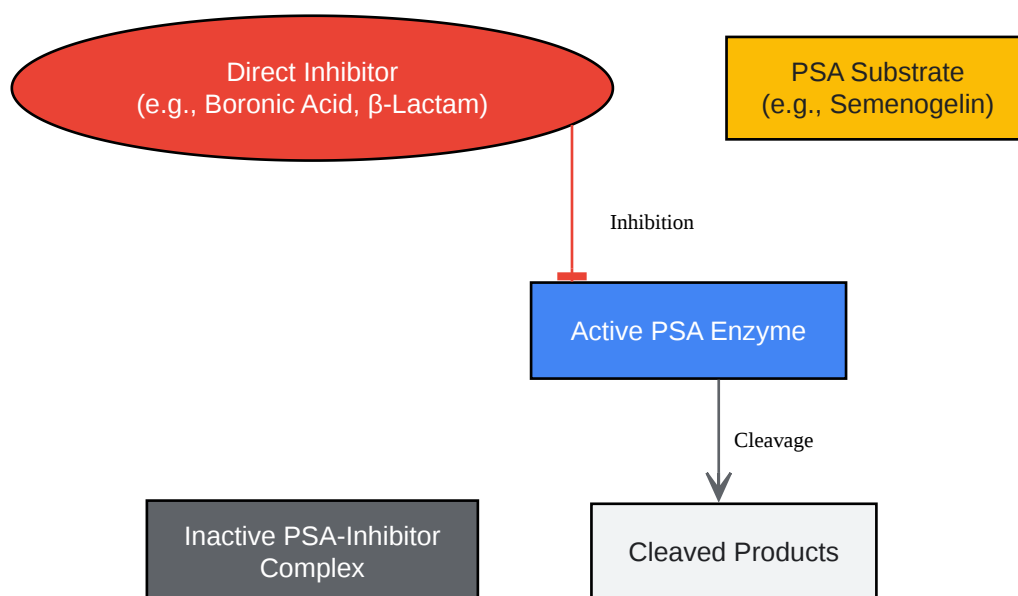 Direct Inhibitor
(e.g., Boronic Acid, β-Lactam)
PSA Substrate
(e.g., Semenogelin)
Inhibition
Active PSA Enzyme
Cleavage
Inactive PSA-Inhibitor
Complex
Cleaved Products